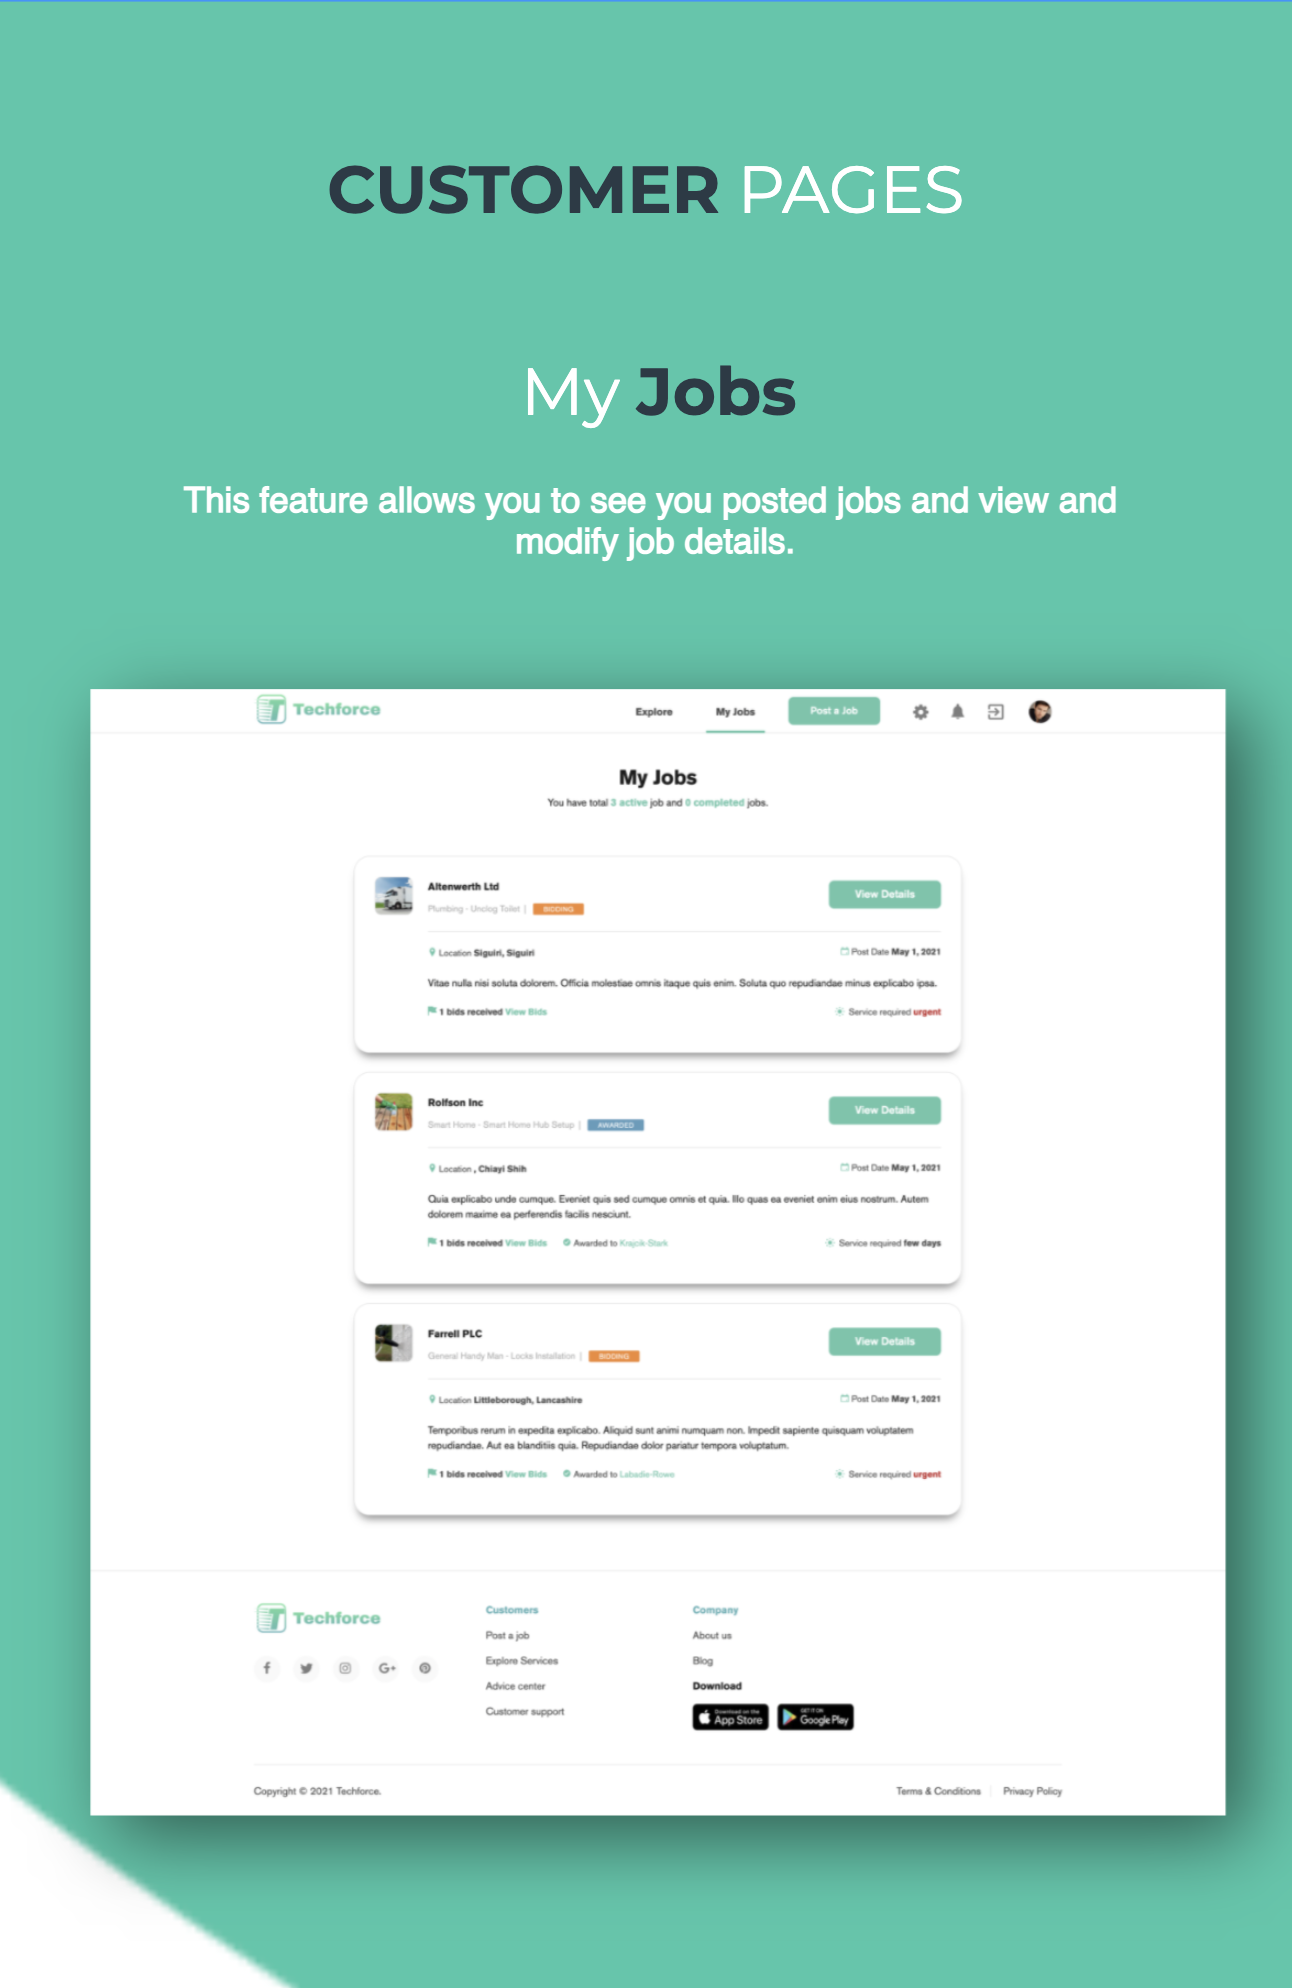 CUSTOMER PAGES
My Jobs
This feature allows you to see you posted jobs and view and
modify job details.
Techforce
Explore
My Jobs
Post a Job
My Jobs
You have total 3 active job and 0 completed jobs.
Altenwerth Ltd
View Details
Plumbing - Unclog Toilet | BIDDING
Location Siguiri, Siguiri
Post Date May 1, 2021
Vitae nulla nisi soluta dolorem. Officia molestiae omnis itaque quis enim. Soluta quo repudiandae minus explicabo ipsa.
1 bids received View Bids
Service required urgent
Rolfson Inc
View Details
Smart Home - Smart Home Hub Setup | AWARDED
Location , Chiayi Shih
Post Date May 1, 2021
Quia explicabo unde cumque. Eveniet quis sed cumque omnis et quia. Illo quas ea eveniet enim eius nostrum. Autem
dolorem maxime ea perferendis facilis nesciunt.
1 bids received View Bids
Awarded to Krajcik-Stark
Service required few days
Farrell PLC
View Details
General Handy Man - Locks Installation | BIDDING
Location Littleborough, Lancashire
Post Date May 1, 2021
Temporibus rerum in expedita explicabo. Aliquid sunt animi numquam non. Impedit sapiente quisquam voluptatem
repudiandae. Aut ea blanditiis quia. Repudiandae dolor pariatur tempora voluptatum.
1 bids received View Bids
Awarded to Labadie-Rowe
Service required urgent
Techforce
Customers
Post a job
Explore Services
Advice center
Customer support
Company
About us
Blog
Download
Download on the
App Store
GET IT ON
Google Play
Copyright © 2021 Techforce.
Terms & Conditions
Privacy Policy